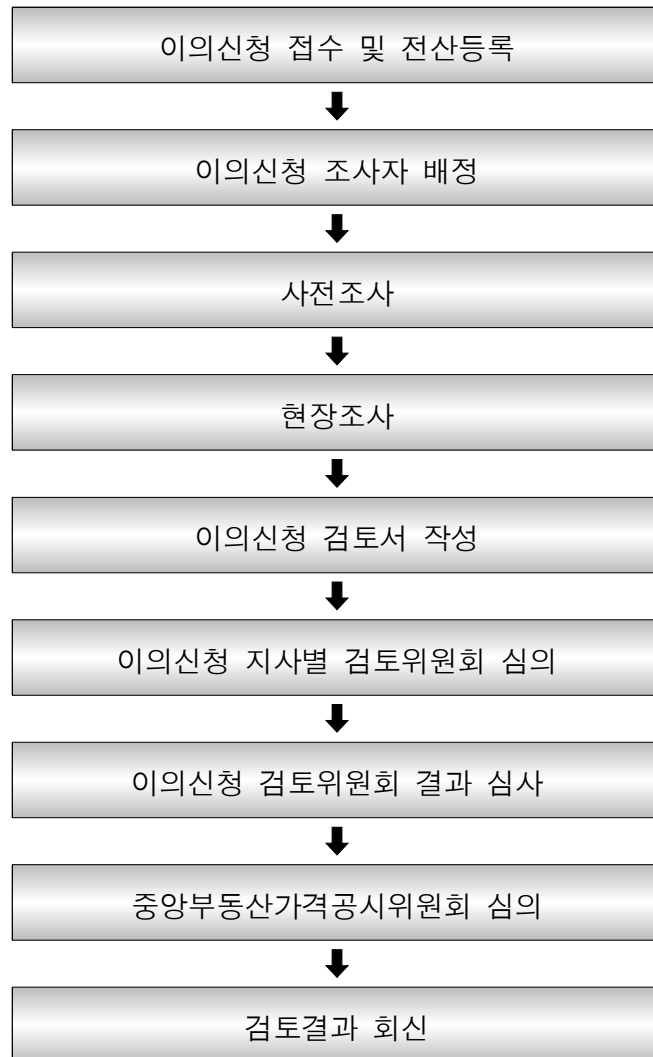 이의신청 접수 및 전산등록
이의신청 조사자 배정
사전조사
현장조사
이의신청 검토서 작성
이의신청 지사별 검토위원회 심의
이의신청 검토위원회 결과 심사
중앙부동산가격공시위원회 심의
검토결과 회신